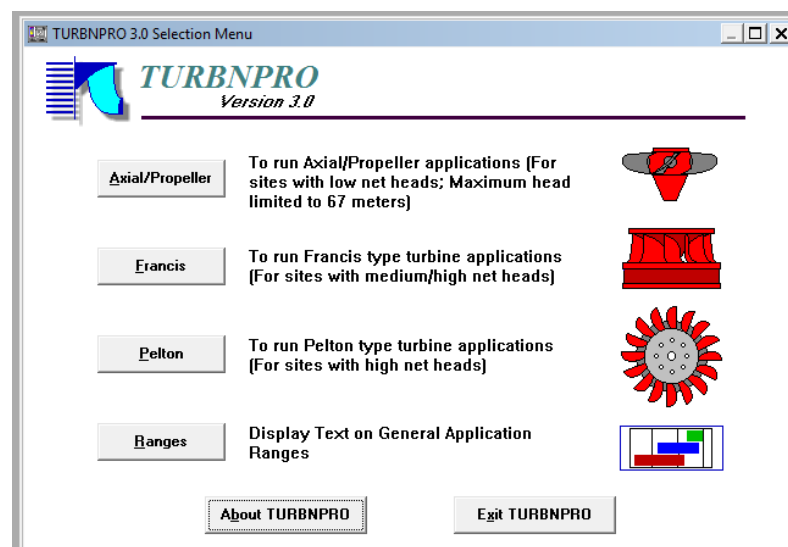 TURBNPRO 3.0 Selection Menu
TURBNPRO
Version 3.0
Axial/Propeller
To run Axial/Propeller applications (For
sites with low net heads; Maximum head
limited to 67 meters)
Francis
To run Francis type turbine applications
(For sites with medium/high net heads)
Pelton
To run Pelton type turbine applications
(For sites with high net heads)
Ranges
Display Text on General Application
Ranges
About TURBNPRO
Exit TURBNPRO